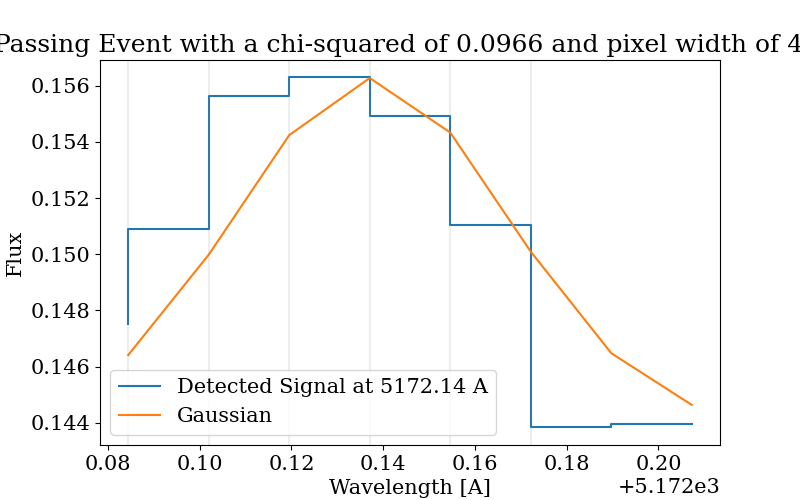 Passing Event with a chi-squared of 0.0966 and pixel width of 4
0.156
0.154
0.152
0.150
0.148
0.146
0.144
Flux
Detected Signal at 5172.14 A
Gaussian
0.08 0.10 0.12 0.14 0.16 0.18 0.20
Wavelength [A]
+5.172e3